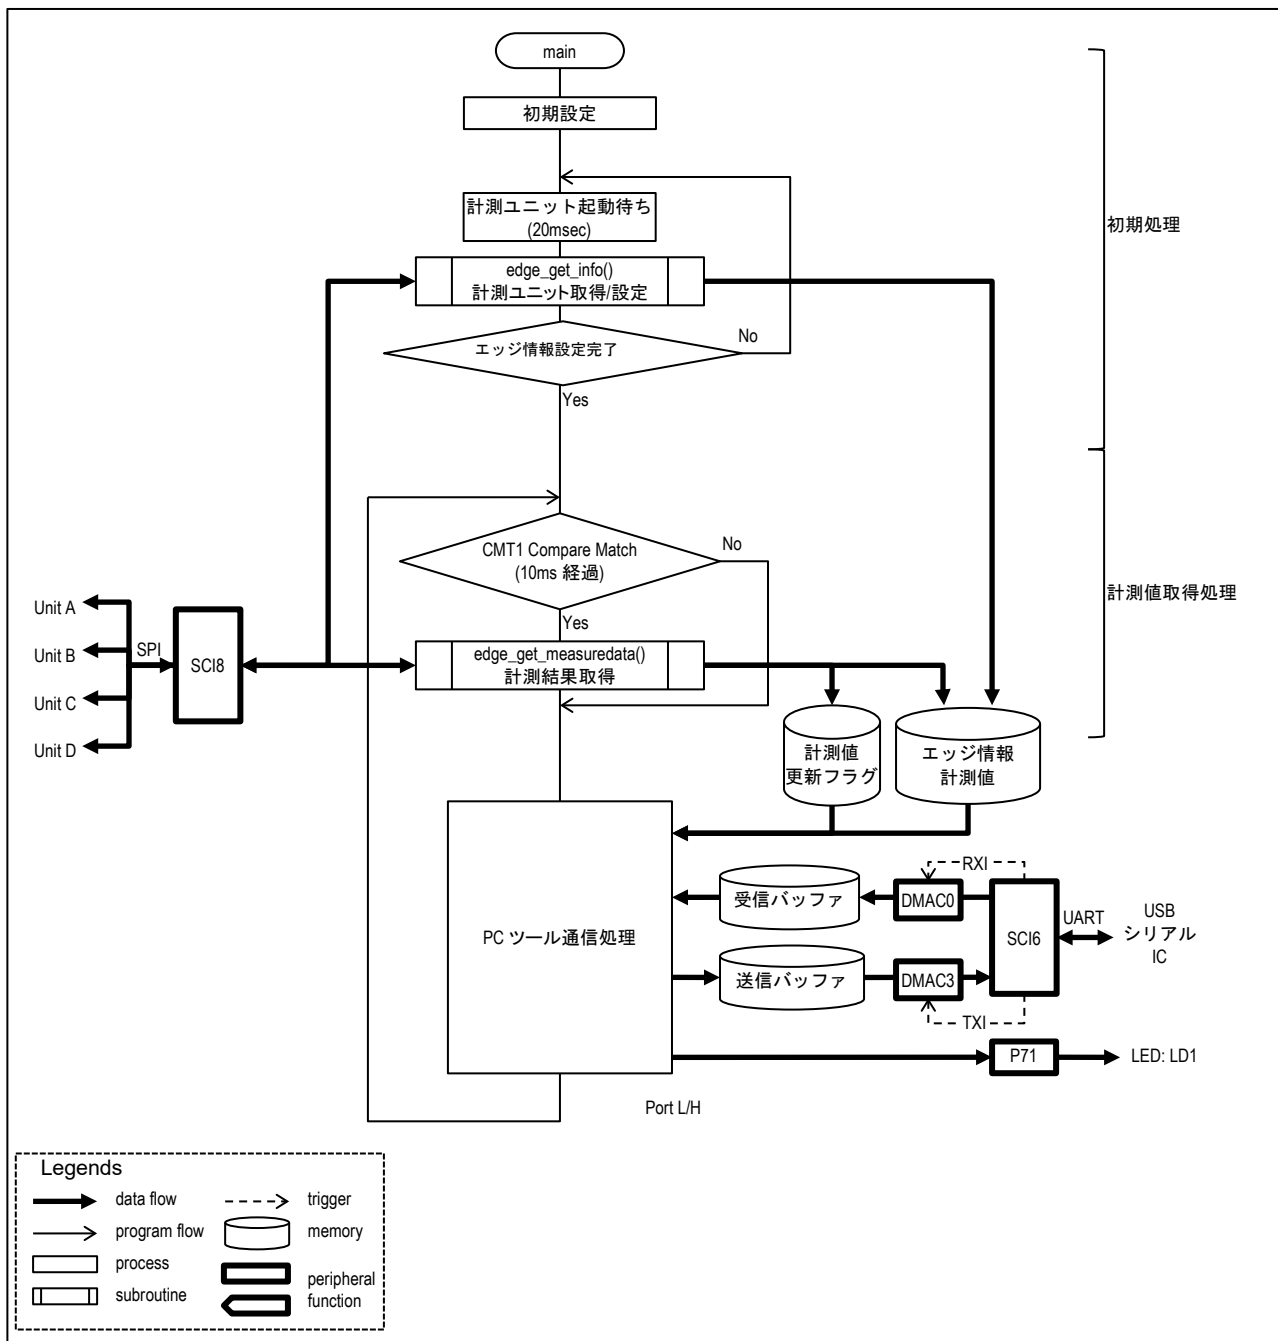 main
初期設定
計測ユニット起動待ち
(20msec)
edge_get_info()
計測ユニット取得/設定
エッジ情報設定完了
No
Yes
初期処理
CMT1 Compare Match
(10ms 経過)
No
Yes
edge_get_measuredata()
計測結果取得
計測値取得処理
Unit A
Unit B
Unit C
Unit D
SPI
SCI8
計測値
更新フラグ
エッジ情報
計測値
PC ツール通信処理
受信バッファ
DMAC0
RXI
SCI6
UART
USB
シリアル
IC
送信バッファ
DMAC3
TXI
P71
LED: LD1
Port L/H
Legends
data flow
trigger
program flow
memory
process
subroutine
peripheral
function